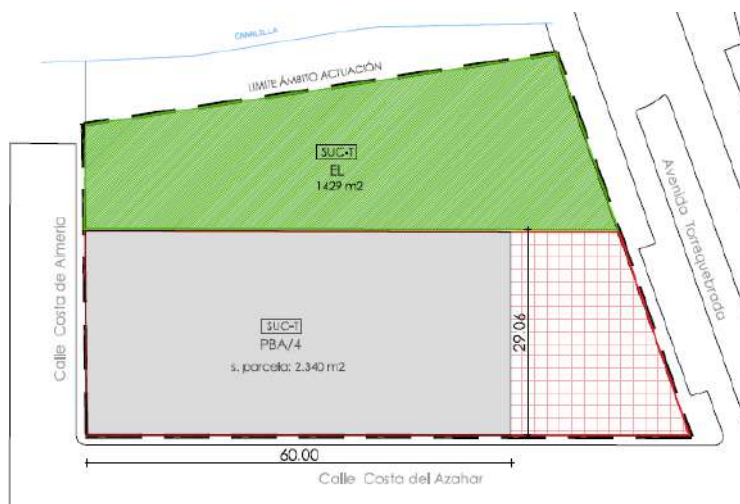 CANALILLA
LIMITE ÁMBITO ACTUACIÓN
SUC-T
EL
1429 m2
Calle Costa de Almería
Avenida Torrequebrada
SUC-T
PBA/4
s. parcela: 2.340 m2
29.06
60.00
Calle Costa del Azahar